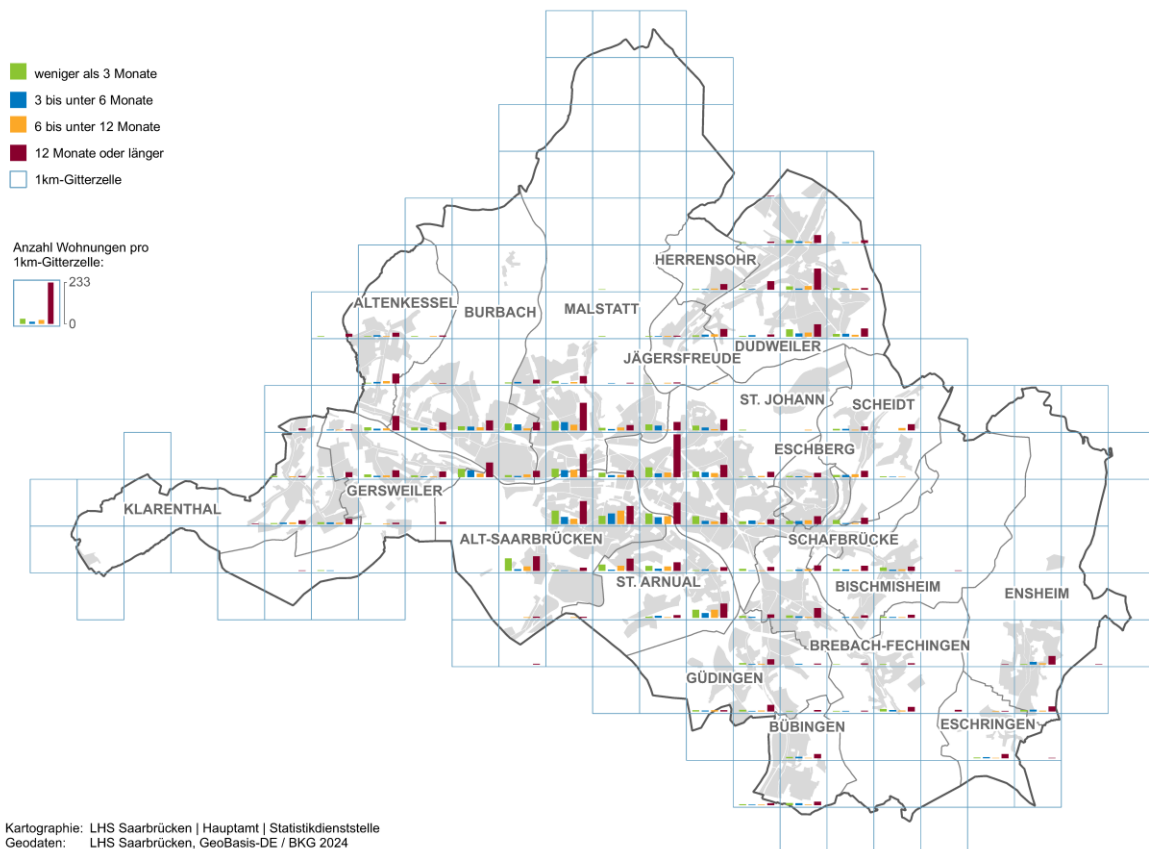 weniger als 3 Monate
3 bis unter 6 Monate
6 bis unter 12 Monate
12 Monate oder länger
1km-Gitterzelle
Anzahl Wohnungen pro
1km-Gitterzelle:
233
0
HERRENSOHR
ALTENKESSEL
BURBACH
MALSTATT
DUDWEILER
JÄGERSFREUDE
ST. JOHANN
SCHEIDT
ESCHBERG
GERSWEILER
KLARENTHAL
ALT-SAARBRÜCKEN
SCHAFBRÜCKE
ST. ARNUAL
BISCHMISHEIM
ENSHEIM
BREBACH-FECHINGEN
GÜDINGEN
BÜBINGEN
ESCHRINGEN
Kartographie: LHS Saarbrücken | Hauptamt | Statistikdienststelle
Geodaten: LHS Saarbrücken, GeoBasis-DE / BKG 2024